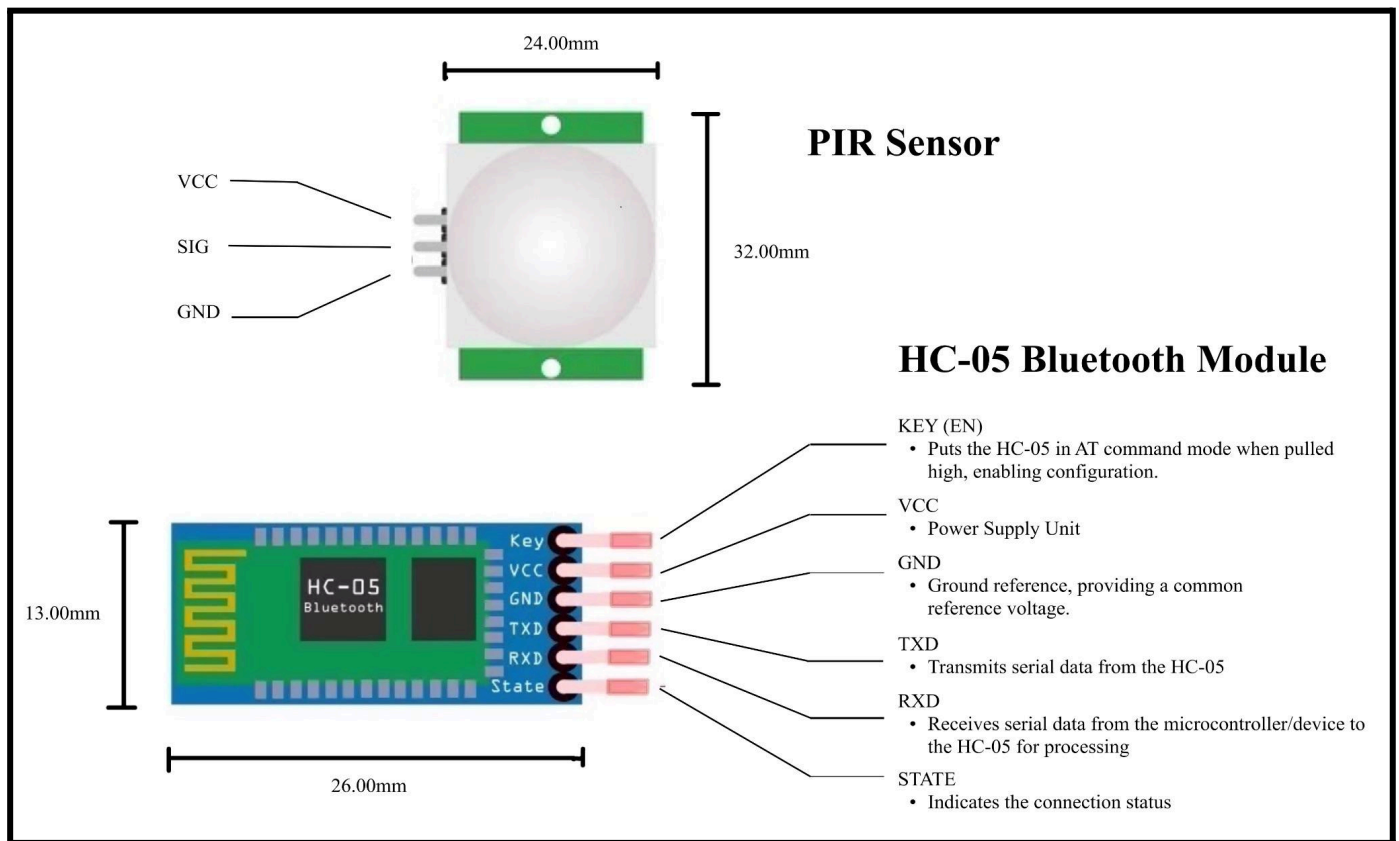 24.00mm
PIR Sensor
VCC
SIG
GND
32.00mm
HC-05 Bluetooth Module
KEY (EN)
• Puts the HC-05 in AT command mode when pulled
high, enabling configuration.
VCC
• Power Supply Unit
GND
• Ground reference, providing a common
reference voltage.
TXD
• Transmits serial data from the HC-05
RXD
• Receives serial data from the microcontroller/device to
the HC-05 for processing
STATE
• Indicates the connection status
13.00mm
HC-05
Bluetooth
Key
VCC
GND
TXD
RXD
State
26.00mm